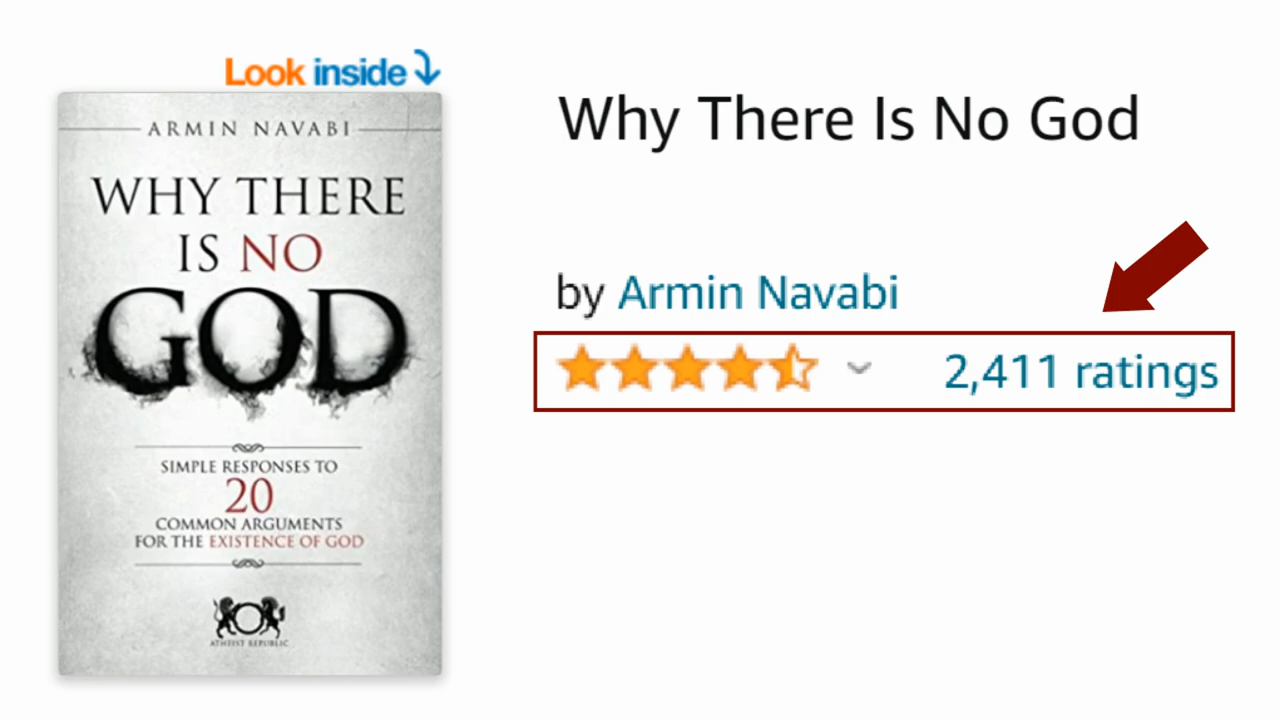 Look inside
ARMIN NAVABI
WHY THERE
IS NO
GOD
SIMPLE RESPONSES TO
20
COMMON ARGUMENTS
FOR THE EXISTENCE OF GOD
ATHEIST REPUBLIC
Why There Is No God
by Armin Navabi
2,411 ratings